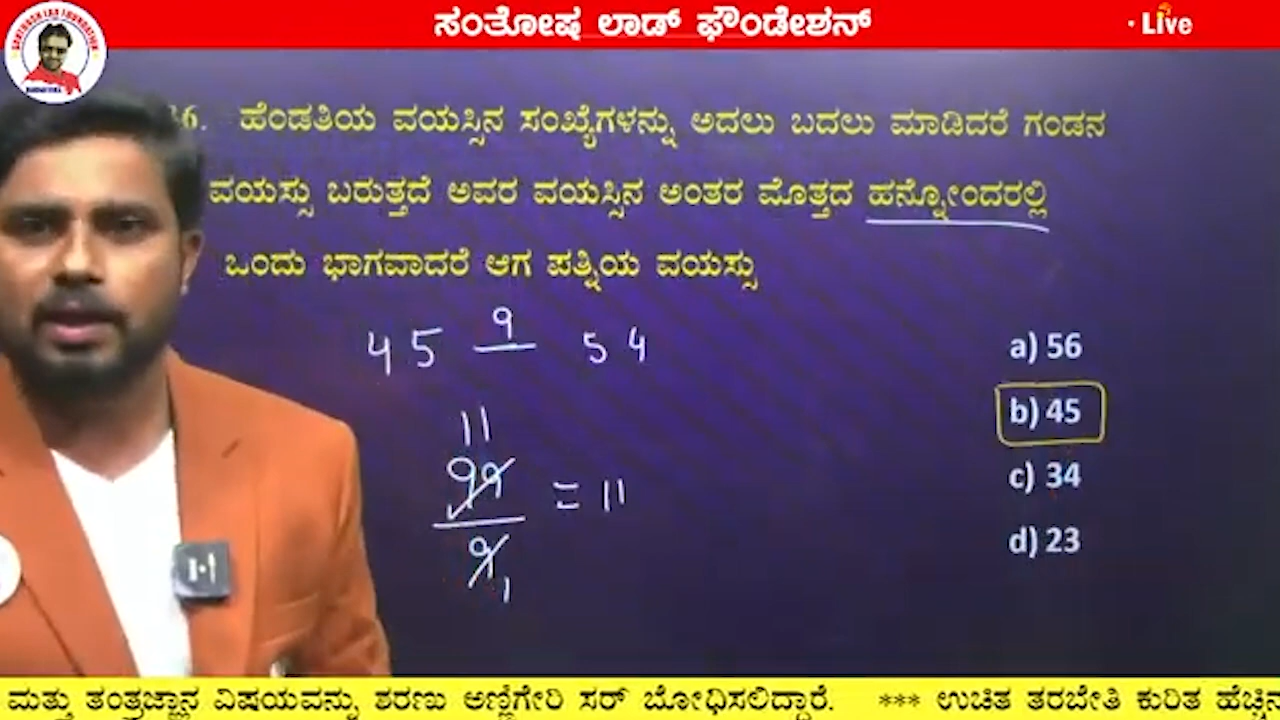 ಸಂತೋಷ ಲಾಡ್ ಫೌಂಡೇಶನ್
Live
ಹೆಂಡತಿಯ ವಯಸ್ಸಿನ ಸಂಖ್ಯೆಗಳನ್ನು ಅದಲು ಬದಲು ಮಾಡಿದರೆ ಗಂಡನ
ವಯಸ್ಸು ಬರುತ್ತದೆ ಅವರ ವಯಸ್ಸಿನ ಅಂತರ ಮೊತ್ತದ ಹನ್ನೋಂದರಲ್ಲಿ
ಒಂದು ಭಾಗವಾದರೆ ಆಗ ಪತ್ನಿಯ ವಯಸ್ಸು
45 9 54
11
99
= 11
9
1
a) 56
b) 45
c) 34
d) 23
ಮತ್ತು ತಂತ್ರಜ್ಞಾನ ವಿಷಯವನ್ನು ಶರಣು ಅಣ್ಣಿಗೇರಿ ಸರ್ ಬೋಧಿಸಲಿದ್ದಾರೆ. *** ಉಚಿತ ತರಬೇತಿ ಕುರಿತ